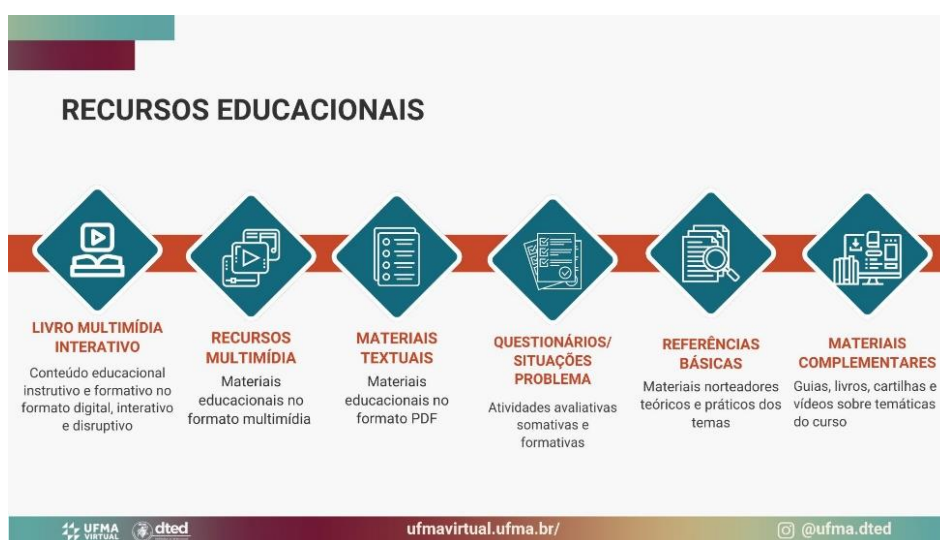 RECURSOS EDUCACIONAIS
LIVRO MULTIMÍDIA
INTERATIVO
Conteúdo educacional
instrutivo e formativo no
formato digital, interativo
e disruptivo
RECURSOS
MULTIMÍDIA
Materiais
educacionais no
formato multimídia
MATERIAIS
TEXTUAIS
Materiais
educacionais no
formato PDF
QUESTIONÁRIOS/
SITUAÇÕES
PROBLEMA
Atividades avaliativas
somativas e
formativas
REFERÊNCIAS
BÁSICAS
Materiais norteadores
teóricos e práticos dos
temas
MATERIAIS
COMPLEMENTARES
Guias, livros, cartilhas e
vídeos sobre temáticas
do curso
UFMA
VIRTUAL
dted
ufmavirtual.ufma.br/
@ufma.dted